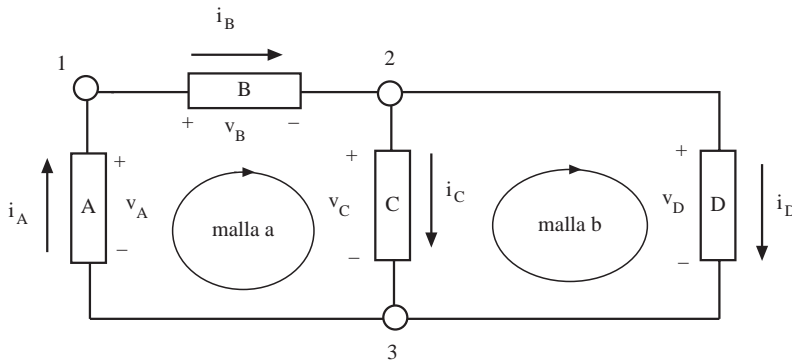 i_B
1
2
B
+ v_B −
i_A
A
+
v_A
−
malla a
+
v_C
−
C
i_C
malla b
+
v_D
−
D
i_D
3